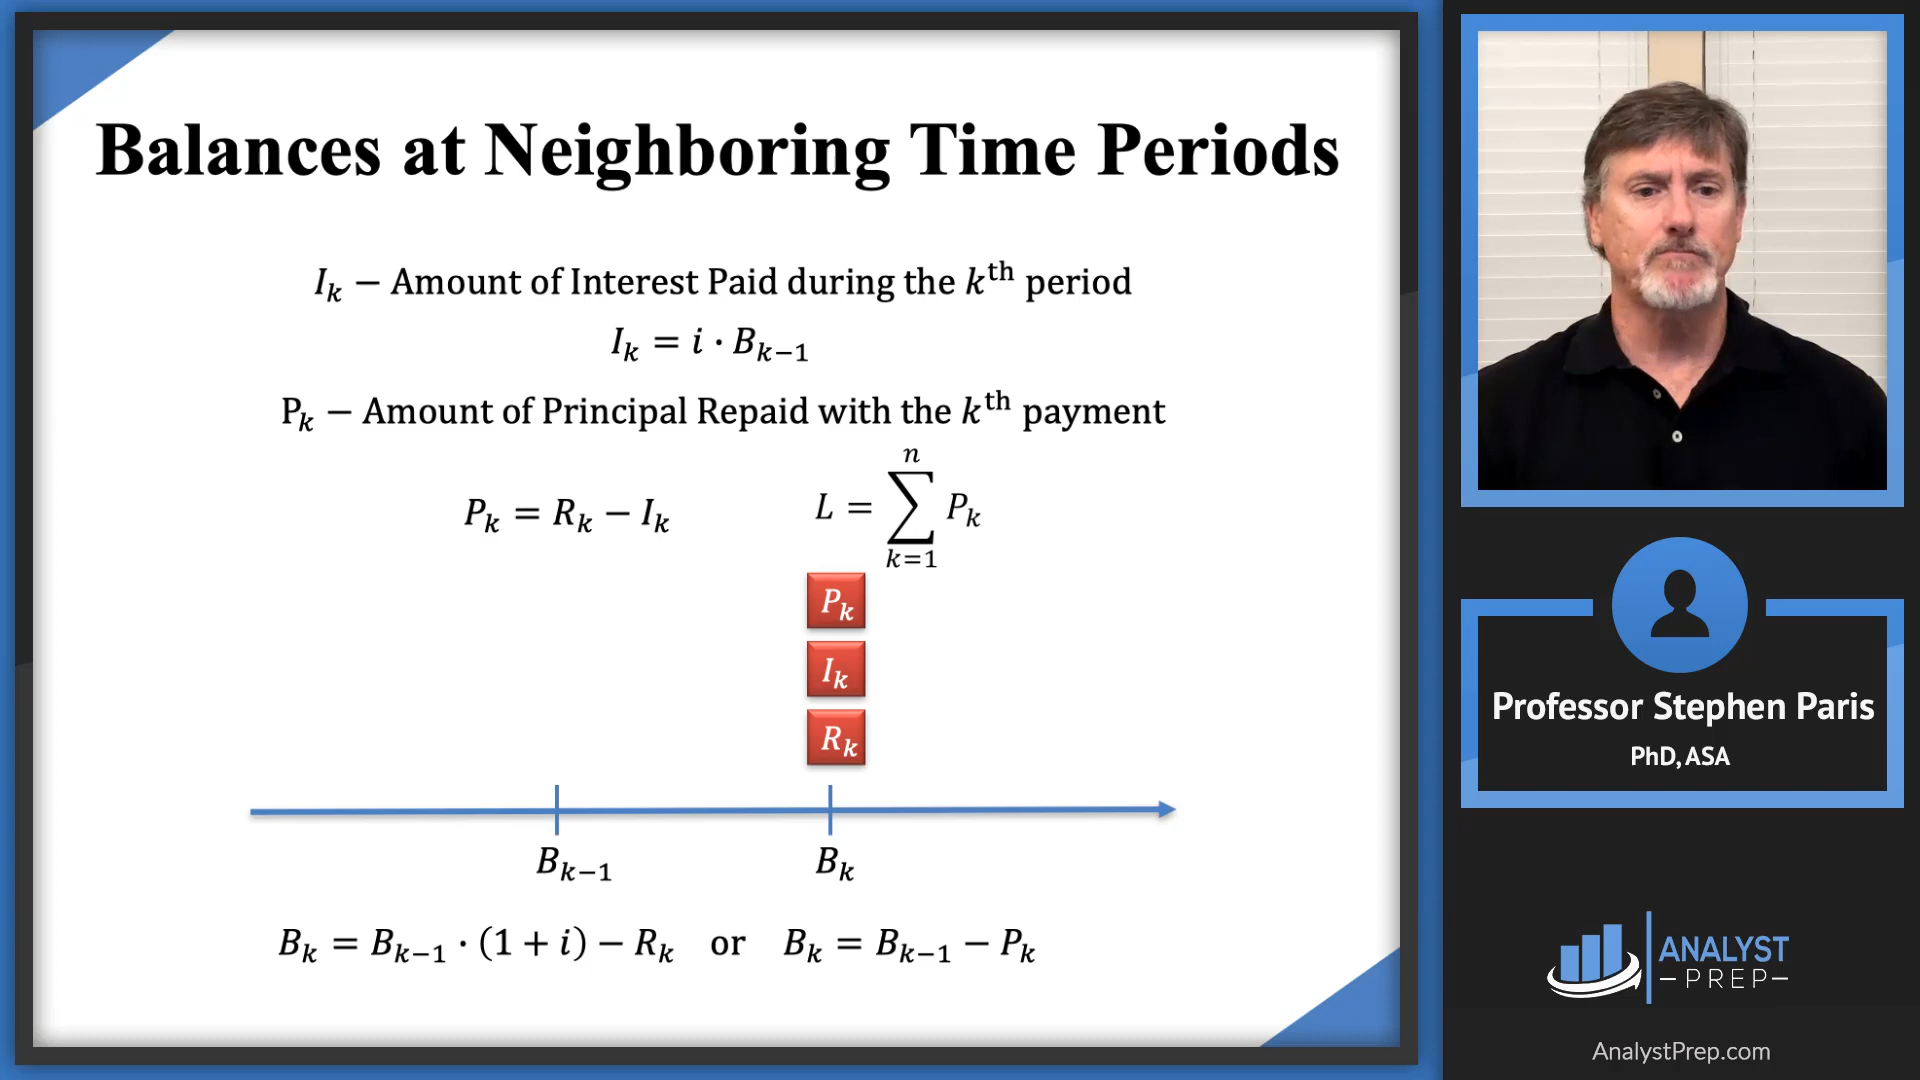 Balances at Neighboring Time Periods
I_k − Amount of Interest Paid during the k^th period
I_k = i · B_{k−1}
P_k − Amount of Principal Repaid with the k^th payment
P_k = R_k − I_k
L = \sum_{k=1}^{n} P_k
P_k
I_k
R_k
B_{k−1}
B_k
B_k = B_{k−1} · (1 + i) − R_k or B_k = B_{k−1} − P_k
Professor Stephen Paris
PhD, ASA
ANALYST
PREP
AnalystPrep.com